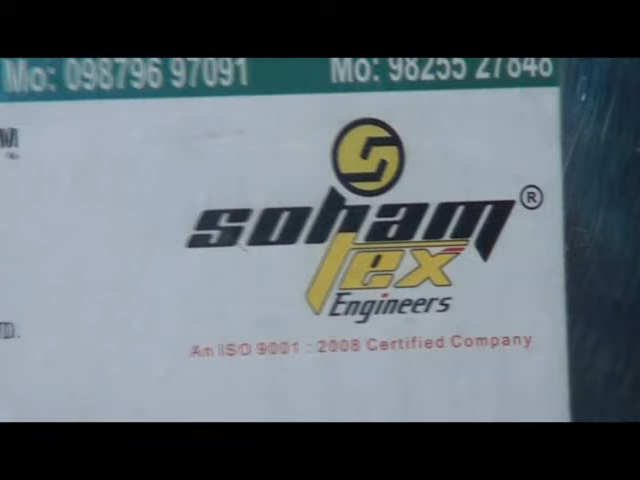 Mo: 098796 97091 Mo: 98255 27848
soham ®
Tex
Engineers
An ISO 9001 : 2008 Certified Company